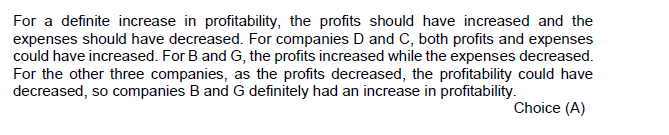 For a definite increase in profitability, the profits should have increased and the
expenses should have decreased. For companies D and C, both profits and expenses
could have increased. For B and G, the profits increased while the expenses decreased.
For the other three companies, as the profits decreased, the profitability could have
decreased, so companies B and G definitely had an increase in profitability.
Choice (A)